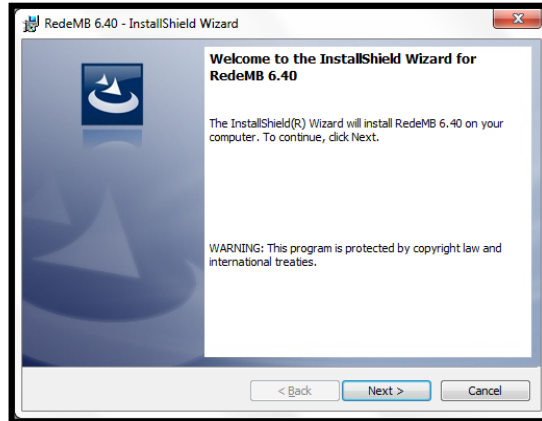 RedeMB 6.40 - InstallShield Wizard
Welcome to the InstallShield Wizard for
RedeMB 6.40
The InstallShield(R) Wizard will install RedeMB 6.40 on your
computer. To continue, click Next.
WARNING: This program is protected by copyright law and
international treaties.
< Back Next > Cancel